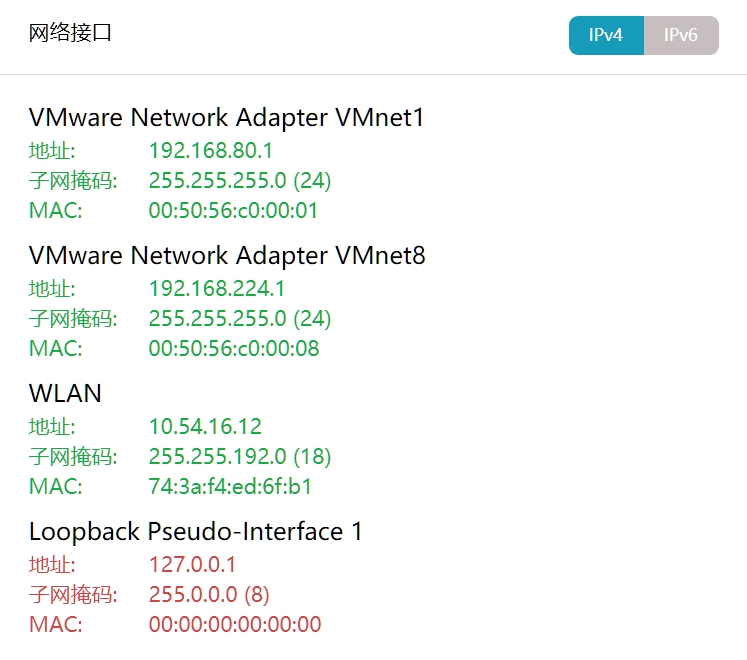 网络接口
IPv4 IPv6
VMware Network Adapter VMnet1
地址: 192.168.80.1
子网掩码: 255.255.255.0 (24)
MAC: 00:50:56:c0:00:01
VMware Network Adapter VMnet8
地址: 192.168.224.1
子网掩码: 255.255.255.0 (24)
MAC: 00:50:56:c0:00:08
WLAN
地址: 10.54.16.12
子网掩码: 255.255.192.0 (18)
MAC: 74:3a:f4:ed:6f:b1
Loopback Pseudo-Interface 1
地址: 127.0.0.1
子网掩码: 255.0.0.0 (8)
MAC: 00:00:00:00:00:00